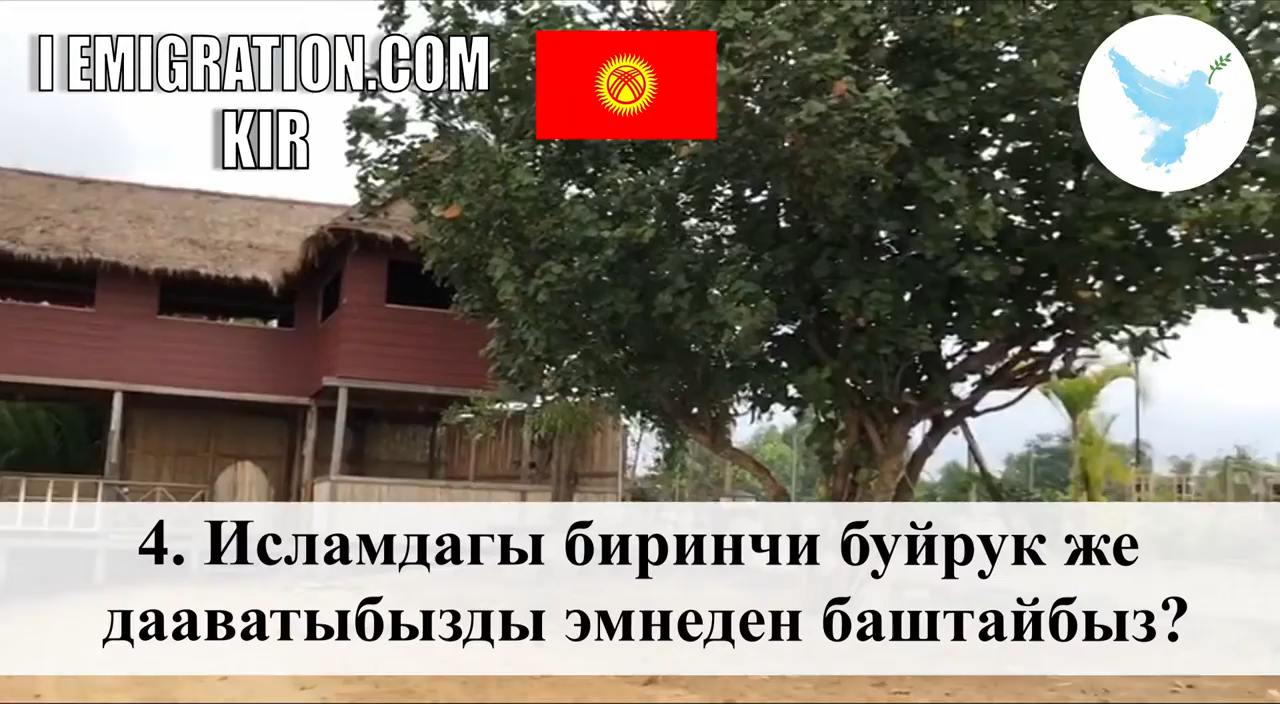 I EMIGRATION.COM
KIR
4. Исламдагы биринчи буйрук же
дааватыбызды эмнеден баштайбыз?